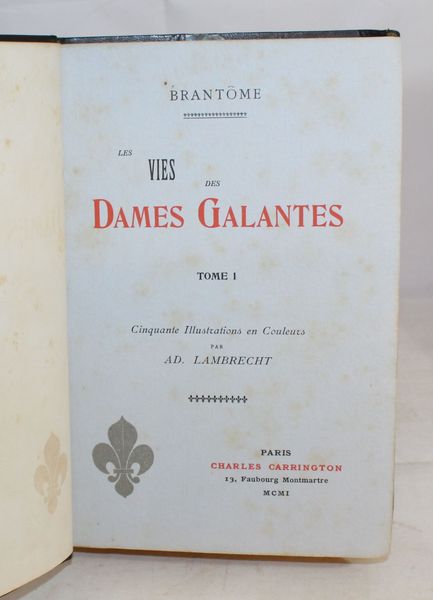 BRANTÔME
LES
VIES
DES
DAMES GALANTES
TOME I
Cinquante Illustrations en Couleurs
PAR
AD. LAMBRECHT
PARIS
CHARLES CARRINGTON
13, Faubourg Montmartre
MCMI